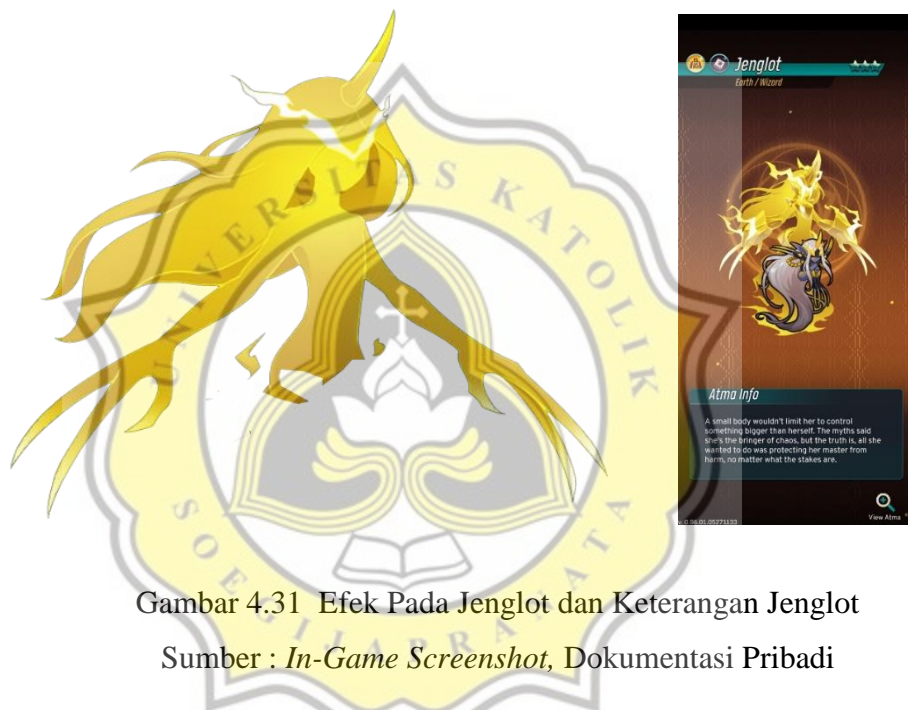 Jenglot
Earth / Wizard
Atma Info
A small body wouldn't limit her to control
something bigger than herself. The myths said
she's the bringer of chaos, but the truth is, all she
wanted to do was protecting her master from
harm, no matter what the stakes are.
View Atma
UNIVERSITAS KATOLIK
SOEGIJAPRANATA
Gambar 4.31 Efek Pada Jenglot dan Keterangan Jenglot
Sumber : In-Game Screenshot, Dokumentasi Pribadi